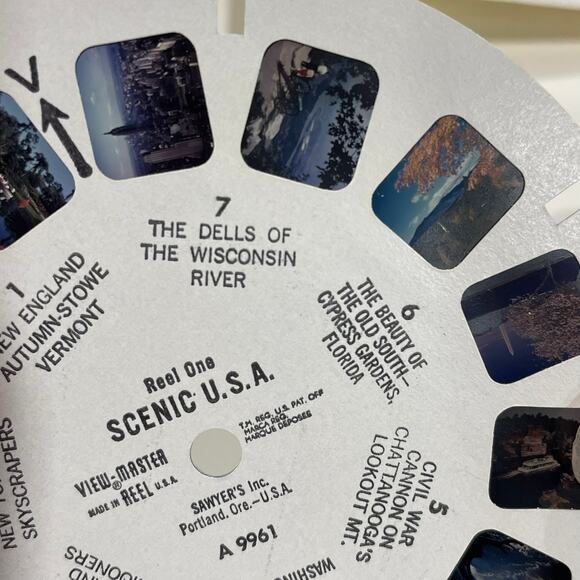 V
7
THE DELLS OF
THE WISCONSIN
RIVER
1
NEW ENGLAND
AUTUMN-STOWE
VERMONT
6
THE BEAUTY OF
THE OLD SOUTH—
CYPRESS GARDENS,
FLORIDA
Reel One
SCENIC U.S.A.
T.M. REG. U.S. PAT. OFF.
MARCA REG.
MARQUE DEPOSEE
VIEW-MASTER®
MADE IN REEL U.S.A.
SAWYER'S Inc.
Portland, Ore.—U.S.A.
A 9961
5
CIVIL WAR
CANNON ON
CHATTANOOGA'S
LOOKOUT MT.
SKYSCRAPERS